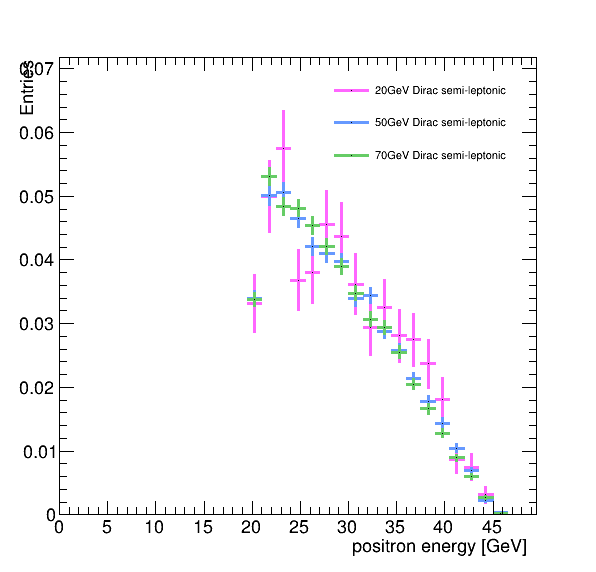 Entries
0.07
0.06
0.05
0.04
0.03
0.02
0.01
0
20GeV Dirac semi-leptonic
50GeV Dirac semi-leptonic
70GeV Dirac semi-leptonic
0 5 10 15 20 25 30 35 40 45
positron energy [GeV]